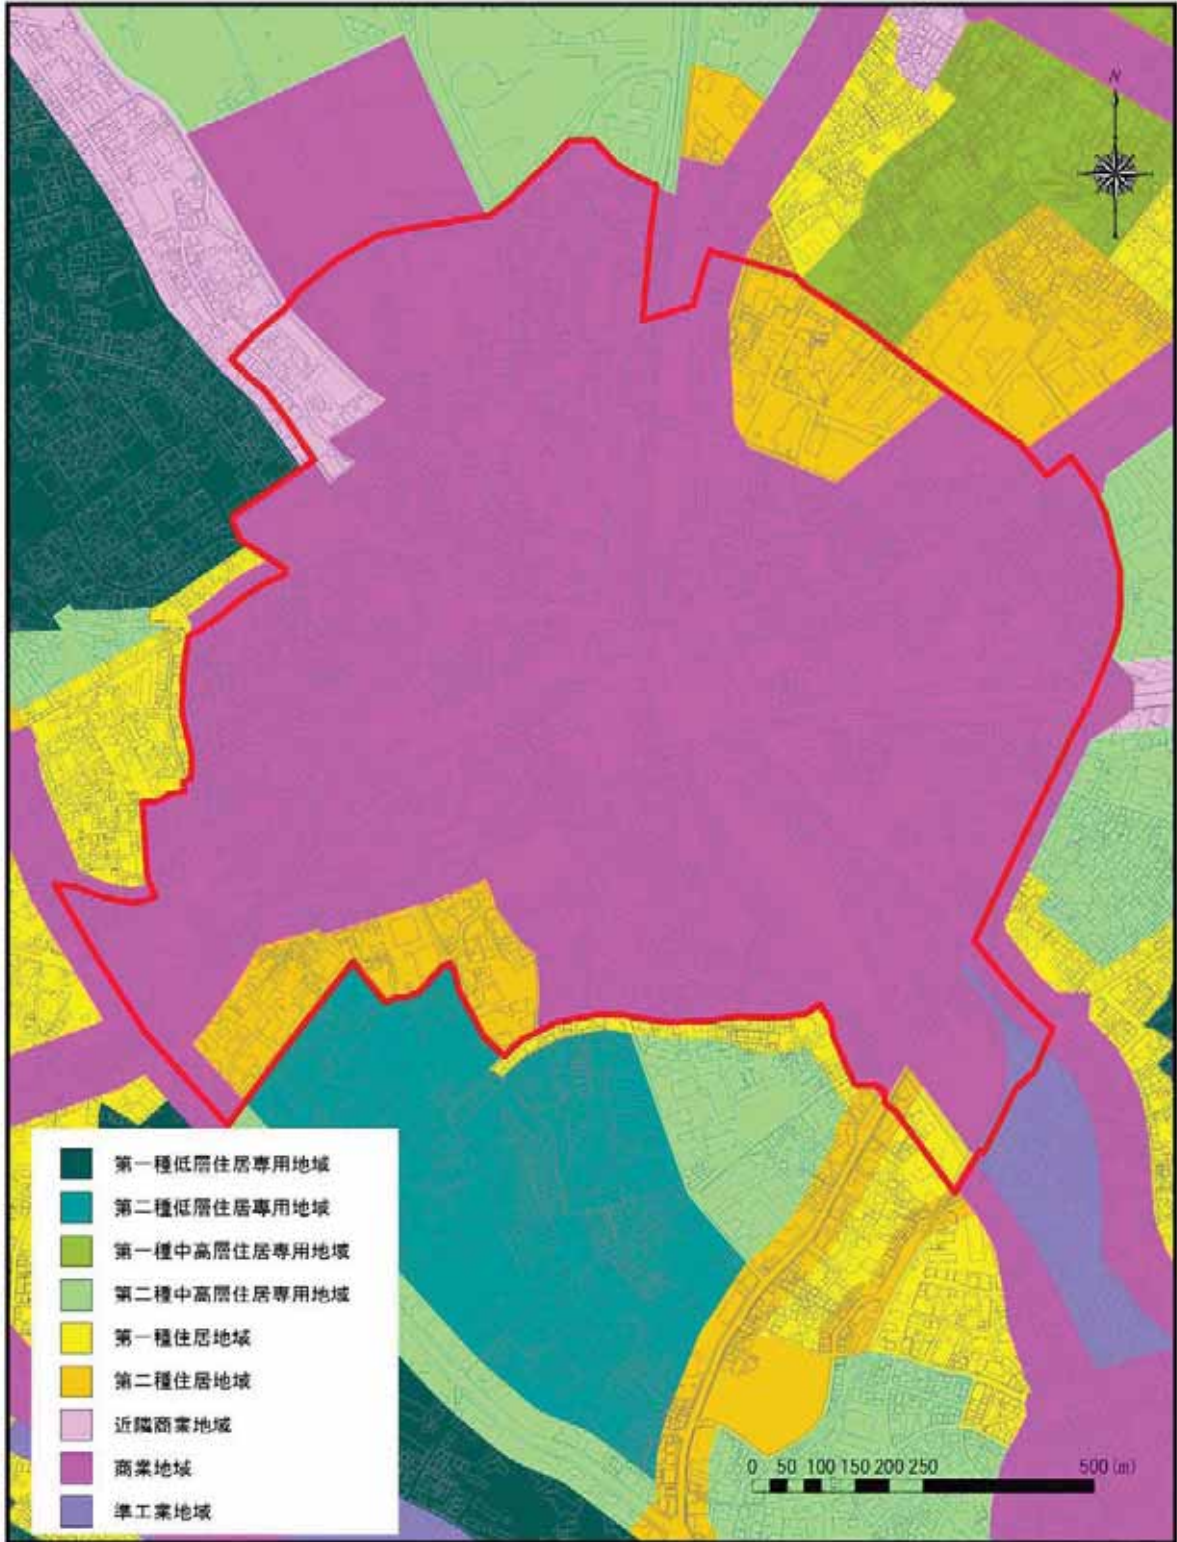 N
第一種低層住居専用地域
第二種低層住居専用地域
第一種中高層住居専用地域
第二種中高層住居専用地域
第一種住居地域
第二種住居地域
近隣商業地域
商業地域
準工業地域
0 50 100 150 200 250 500 (m)